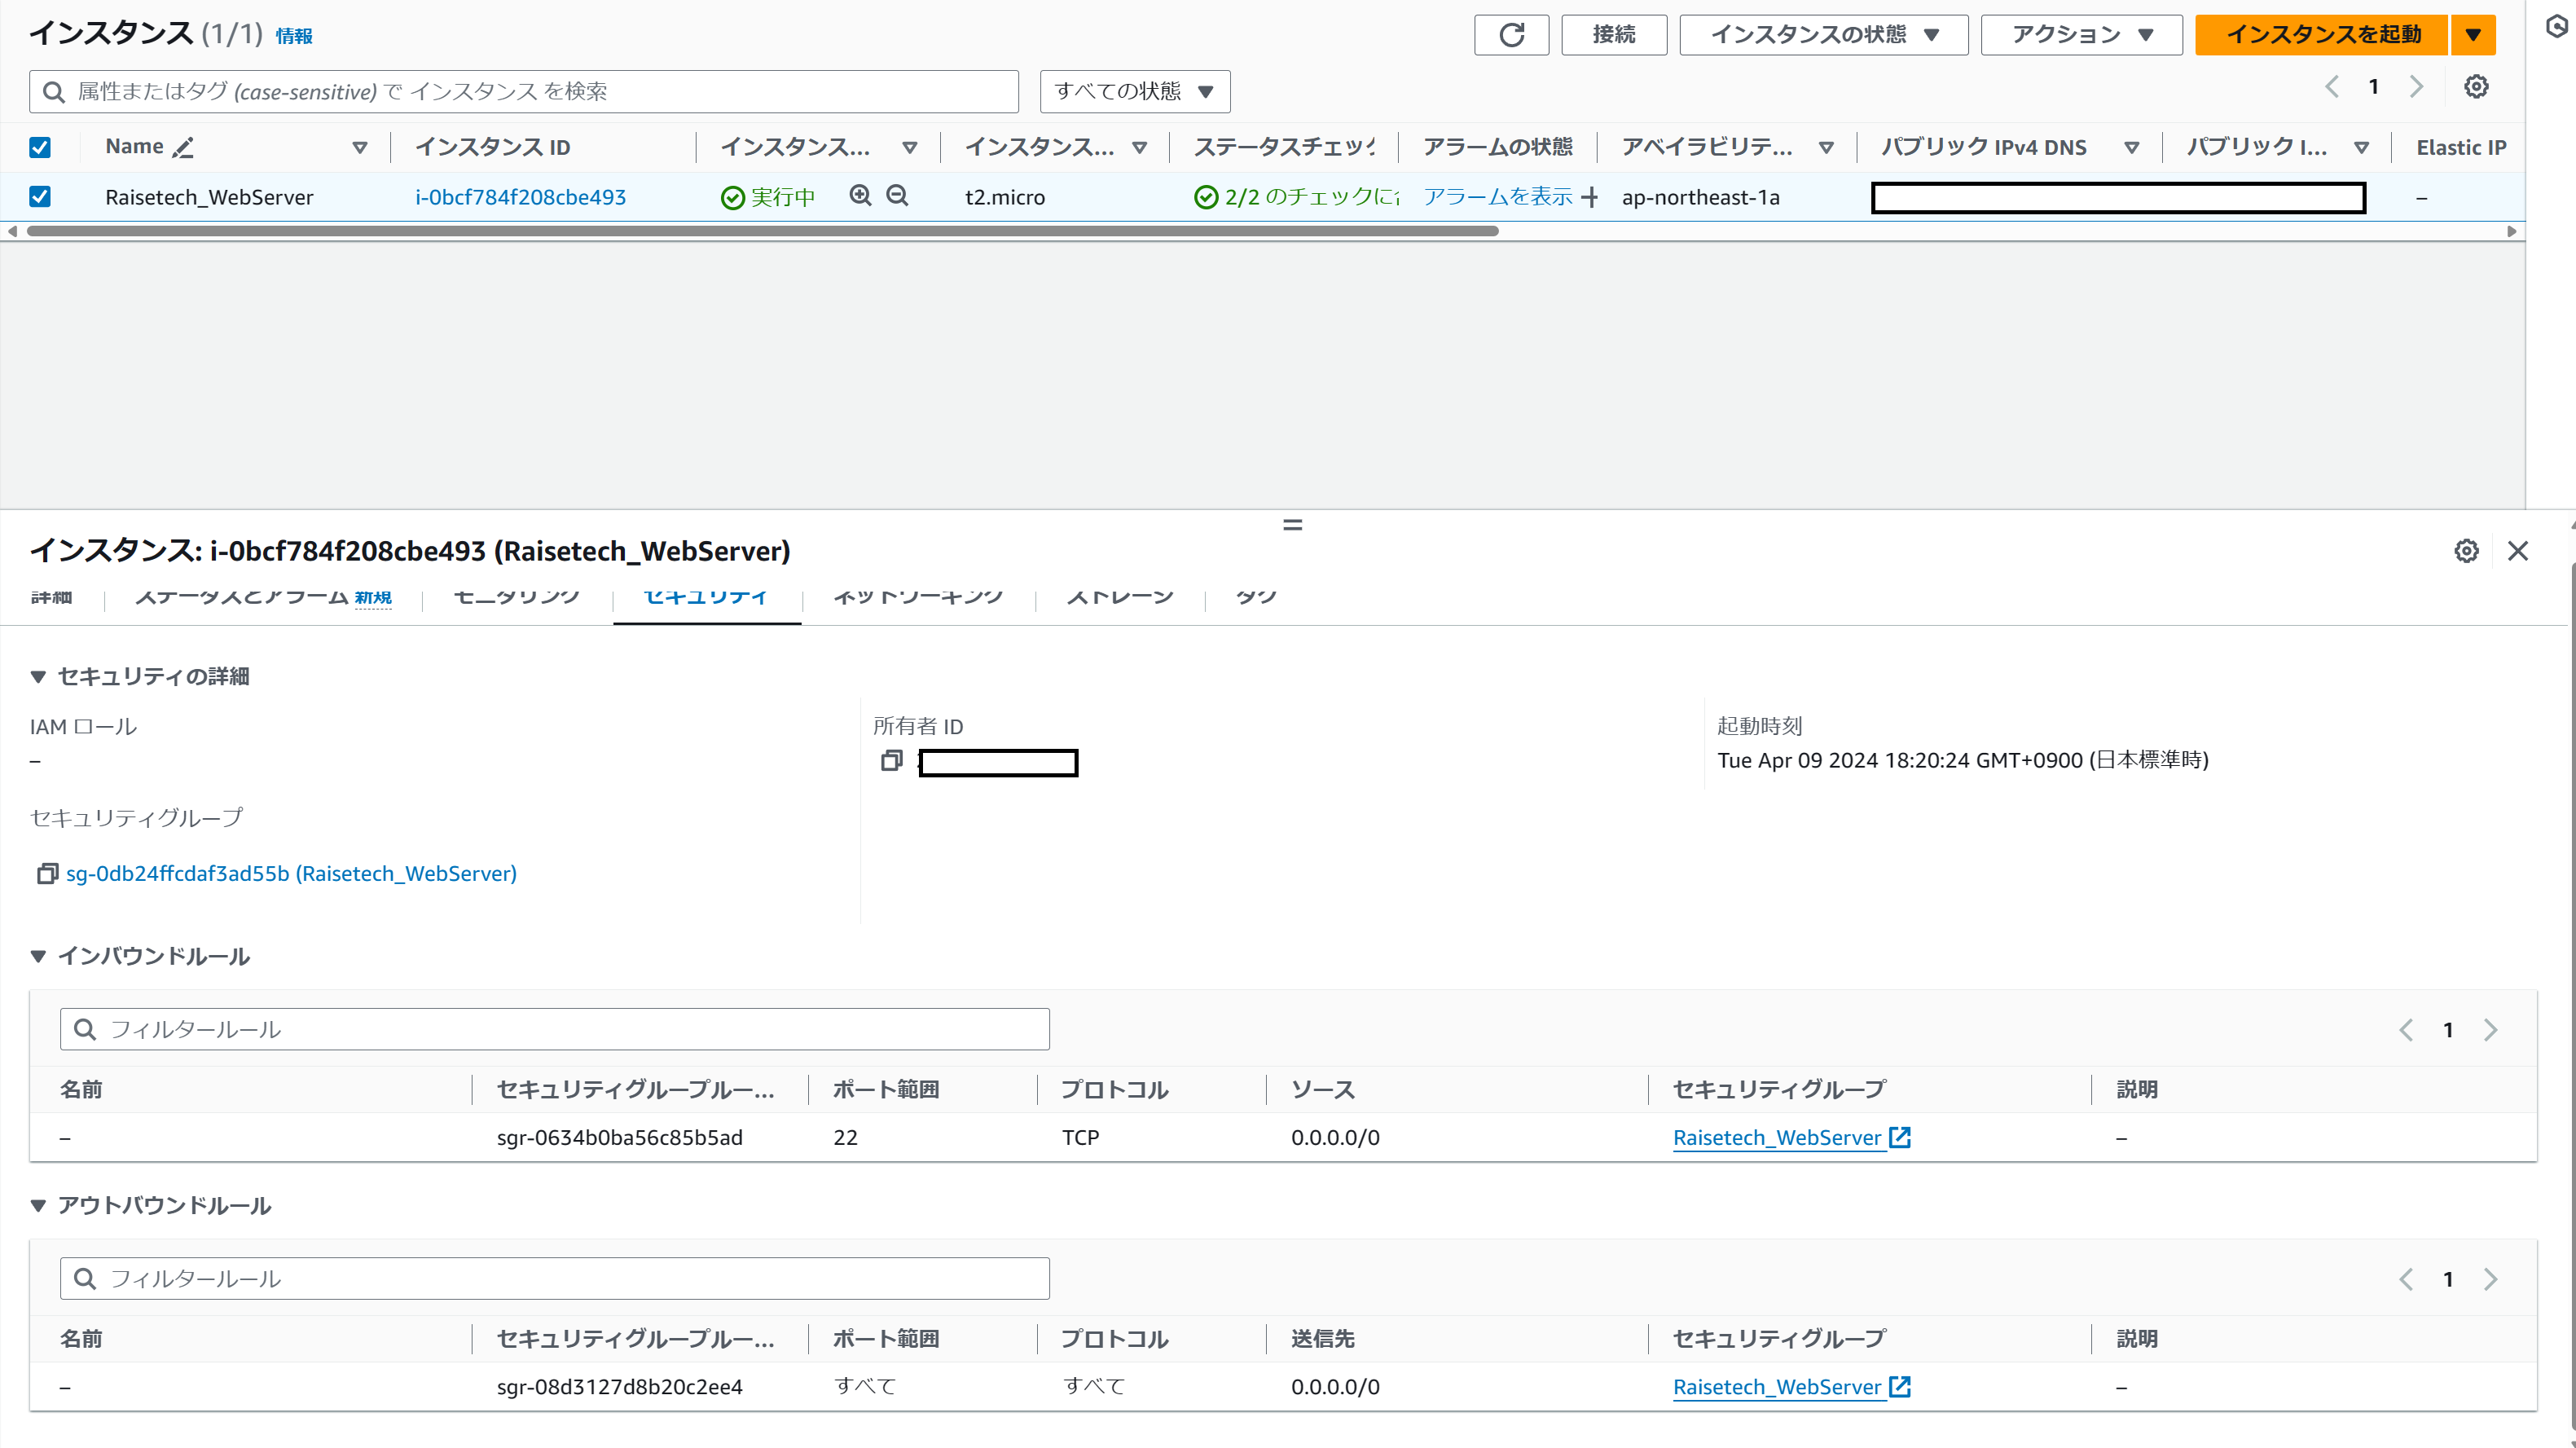 インスタンス (1/1) 情報
接続
インスタンスの状態
アクション
インスタンスを起動
属性またはタグ (case-sensitive) で インスタンス を検索
すべての状態
1
Name インスタンス ID インスタンス... インスタンス... ステータスチェック アラームの状態 アベイラビリテ... パブリック IPv4 DNS パブリック I... Elastic IP
Raisetech_WebServer i-0bcf784f208cbe493 実行中 t2.micro 2/2 のチェックに アラームを表示 ap-northeast-1a –
インスタンス: i-0bcf784f208cbe493 (Raisetech_WebServer)
詳細 ステータスとアラーム 新規 モニタリング セキュリティ ネットワーキング ストレージ タグ
セキュリティの詳細
IAM ロール 所有者 ID 起動時刻
– Tue Apr 09 2024 18:20:24 GMT+0900 (日本標準時)
セキュリティグループ
sg-0db24ffcdaf3ad55b (Raisetech_WebServer)
インバウンドルール
フィルタールール
1
名前 セキュリティグループルー... ポート範囲 プロトコル ソース セキュリティグループ 説明
– sgr-0634b0ba56c85b5ad 22 TCP 0.0.0.0/0 Raisetech_WebServer –
アウトバウンドルール
フィルタールール
1
名前 セキュリティグループルー... ポート範囲 プロトコル 送信先 セキュリティグループ 説明
– sgr-08d3127d8b20c2ee4 すべて すべて 0.0.0.0/0 Raisetech_WebServer –